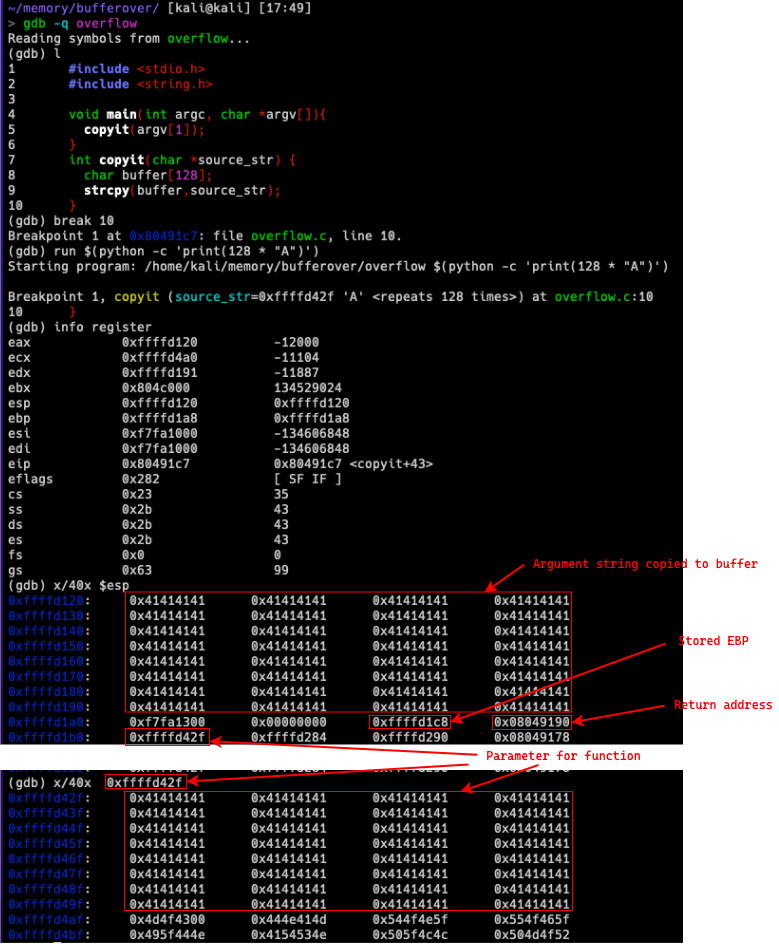 ~/memory/bufferover/ [kali@kali] [17:49]
> gdb -q overflow
Reading symbols from overflow...
(gdb) l
1 #include <stdio.h>
2 #include <string.h>
3
4 void main(int argc, char *argv[]){
5 copyit(argv[1]);
6 }
7 int copyit(char *source_str) {
8 char buffer[128];
9 strcpy(buffer,source_str);
10 }
(gdb) break 10
Breakpoint 1 at 0x80491c7: file overflow.c, line 10.
(gdb) run $(python -c 'print(128 * "A")')
Starting program: /home/kali/memory/bufferover/overflow $(python -c 'print(128 * "A")')
Breakpoint 1, copyit (source_str=0xffffd42f 'A' <repeats 128 times>) at overflow.c:10
10 }
(gdb) info register
eax 0xffffd120 -12000
ecx 0xffffd4a0 -11104
edx 0xffffd191 -11887
ebx 0x804c000 134529024
esp 0xffffd120 0xffffd120
ebp 0xffffd1a8 0xffffd1a8
esi 0xf7fa1000 -134606848
edi 0xf7fa1000 -134606848
eip 0x80491c7 0x80491c7 <copyit+43>
eflags 0x282 [ SF IF ]
cs 0x23 35
ss 0x2b 43
ds 0x2b 43
es 0x2b 43
fs 0x0 0
gs 0x63 99
Argument string copied to buffer
(gdb) x/40x $esp
0xffffd120: 0x41414141 0x41414141 0x41414141 0x41414141
0xffffd130: 0x41414141 0x41414141 0x41414141 0x41414141
0xffffd140: 0x41414141 0x41414141 0x41414141 0x41414141
Stored EBP
0xffffd150: 0x41414141 0x41414141 0x41414141 0x41414141
0xffffd160: 0x41414141 0x41414141 0x41414141 0x41414141
0xffffd170: 0x41414141 0x41414141 0x41414141 0x41414141
0xffffd180: 0x41414141 0x41414141 0x41414141 0x41414141
0xffffd190: 0x41414141 0x41414141 0x41414141 0x41414141
Return address
0xffffd1a0: 0xf7fa1300 0x00000000 0xffffd1c8 0x08049190
0xffffd1b0: 0xffffd42f 0xffffd284 0xffffd290 0x08049178
Parameter for function
(gdb) x/40x 0xffffd42f
0xffffd42f: 0x41414141 0x41414141 0x41414141 0x41414141
0xffffd43f: 0x41414141 0x41414141 0x41414141 0x41414141
0xffffd44f: 0x41414141 0x41414141 0x41414141 0x41414141
0xffffd45f: 0x41414141 0x41414141 0x41414141 0x41414141
0xffffd46f: 0x41414141 0x41414141 0x41414141 0x41414141
0xffffd47f: 0x41414141 0x41414141 0x41414141 0x41414141
0xffffd48f: 0x41414141 0x41414141 0x41414141 0x41414141
0xffffd49f: 0x41414141 0x41414141 0x41414141 0x41414141
0xffffd4af: 0x4d4f4300 0x444e414d 0x544f4e5f 0x554f465f
0xffffd4bf: 0x495f444e 0x4154534e 0x505f4c4c 0x504d4f52